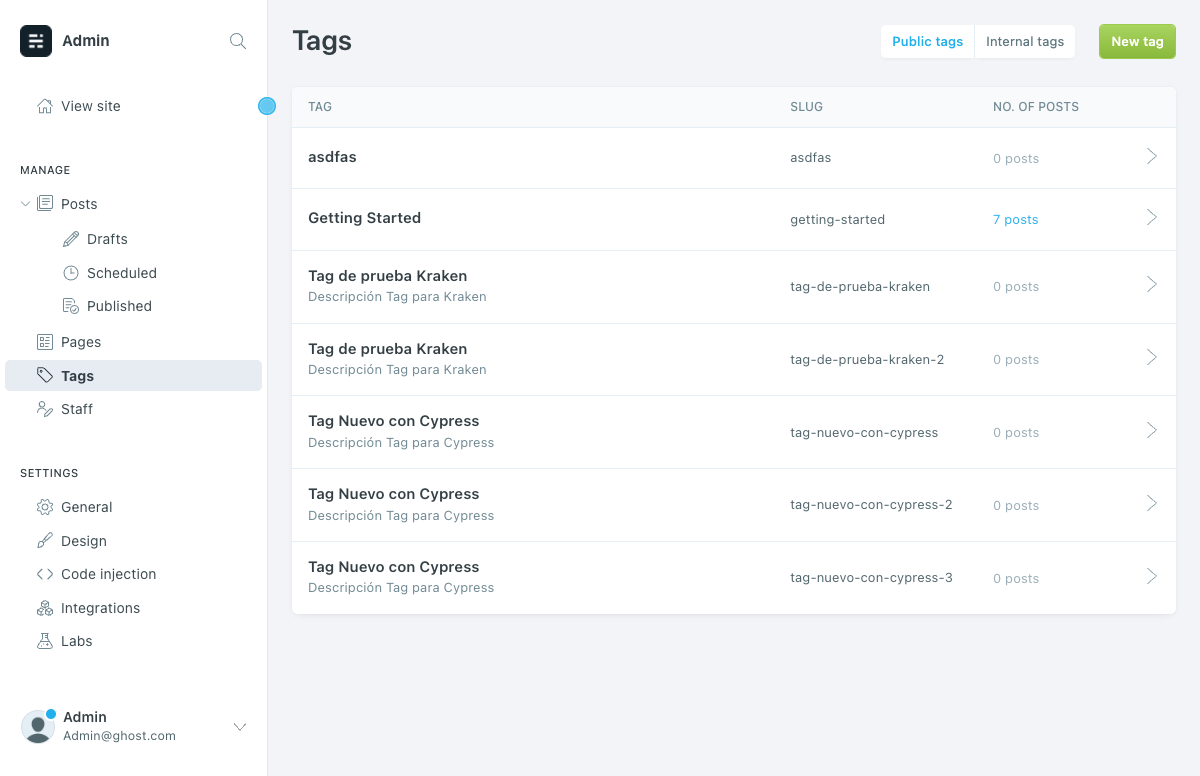 Admin
View site
MANAGE
Posts
Drafts
Scheduled
Published
Pages
Tags
Staff
SETTINGS
General
Design
Code injection
Integrations
Labs
Admin
Admin@ghost.com
Tags
Public tags Internal tags New tag
TAG SLUG NO. OF POSTS
asdfas asdfas 0 posts
Getting Started getting-started 7 posts
Tag de prueba Kraken tag-de-prueba-kraken 0 posts
Descripción Tag para Kraken
Tag de prueba Kraken tag-de-prueba-kraken-2 0 posts
Descripción Tag para Kraken
Tag Nuevo con Cypress tag-nuevo-con-cypress 0 posts
Descripción Tag para Cypress
Tag Nuevo con Cypress tag-nuevo-con-cypress-2 0 posts
Descripción Tag para Cypress
Tag Nuevo con Cypress tag-nuevo-con-cypress-3 0 posts
Descripción Tag para Cypress